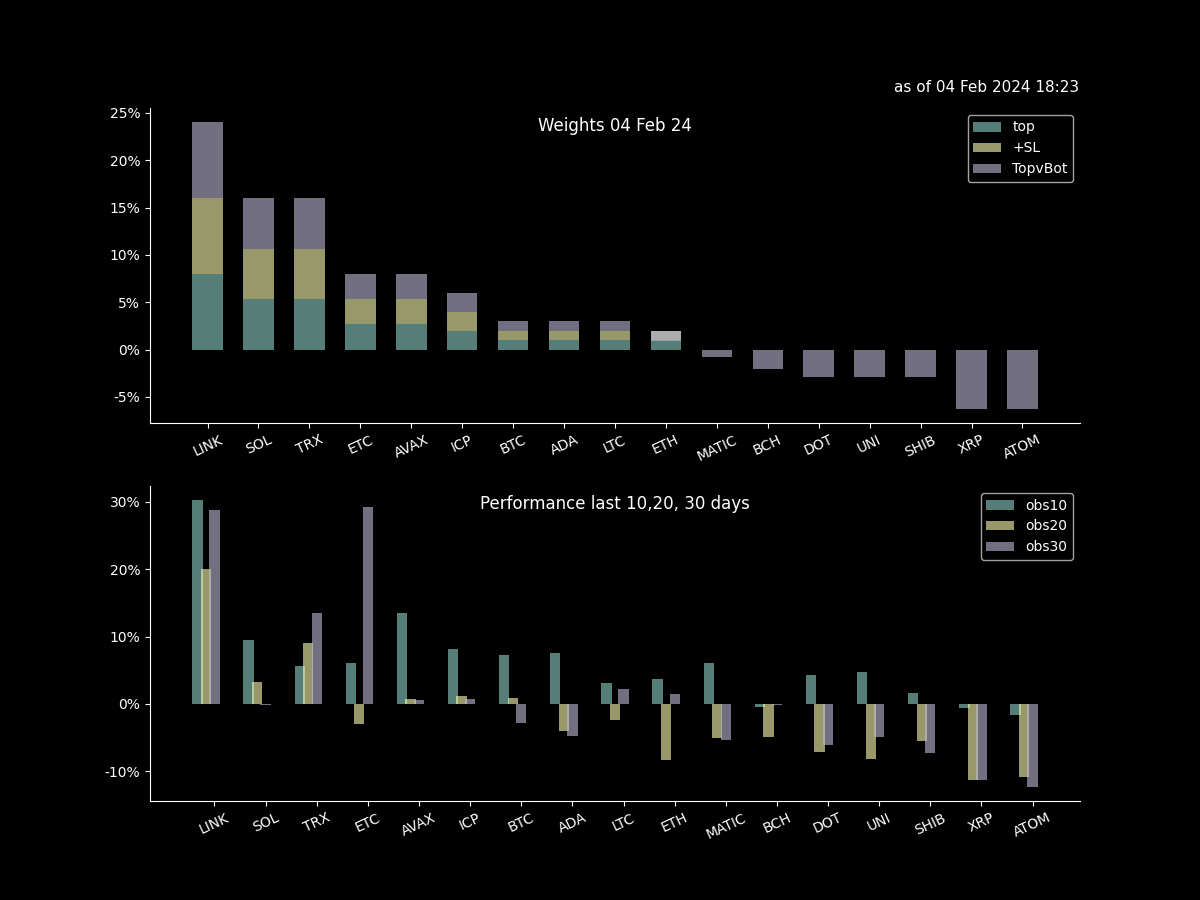 as of 04 Feb 2024 18:23
Weights 04 Feb 24
top
+SL
TopvBot
25%
20%
15%
10%
5%
0%
-5%
LINK SOL TRX ETC AVAX ICP BTC ADA LTC ETH MATIC BCH DOT UNI SHIB XRP ATOM
Performance last 10,20, 30 days
obs10
obs20
obs30
30%
20%
10%
0%
-10%
LINK SOL TRX ETC AVAX ICP BTC ADA LTC ETH MATIC BCH DOT UNI SHIB XRP ATOM